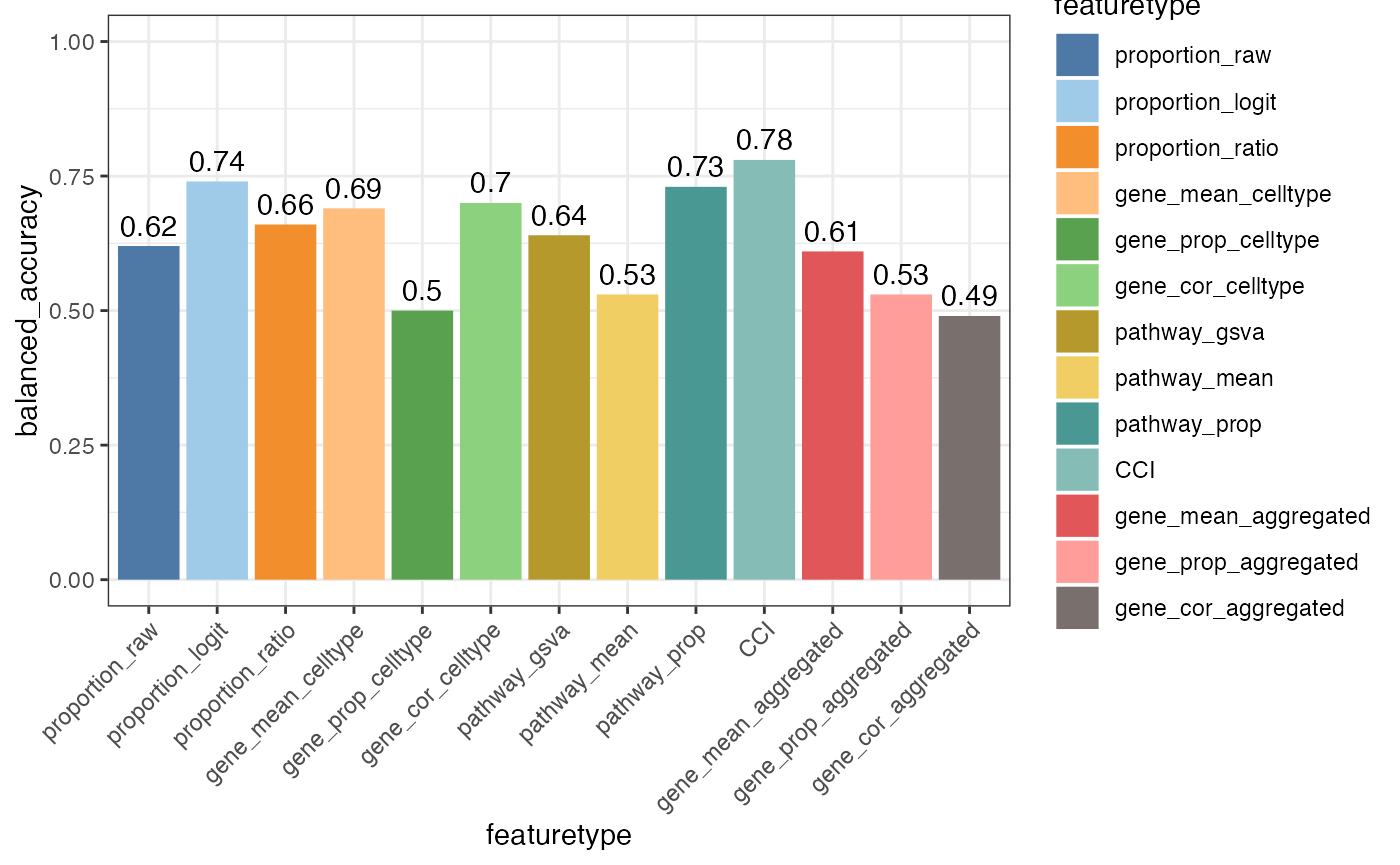 balanced_accuracy
1.00
0.75
0.50
0.25
0.00
0.62
0.74
0.66
0.69
0.5
0.7
0.64
0.53
0.73
0.78
0.61
0.53
0.49
proportion_raw
proportion_logit
proportion_ratio
gene_mean_celltype
gene_prop_celltype
gene_cor_celltype
pathway_gsva
pathway_mean
pathway_prop
CCI
gene_mean_aggregated
gene_prop_aggregated
gene_cor_aggregated
featuretype
featuretype
proportion_raw
proportion_logit
proportion_ratio
gene_mean_celltype
gene_prop_celltype
gene_cor_celltype
pathway_gsva
pathway_mean
pathway_prop
CCI
gene_mean_aggregated
gene_prop_aggregated
gene_cor_aggregated